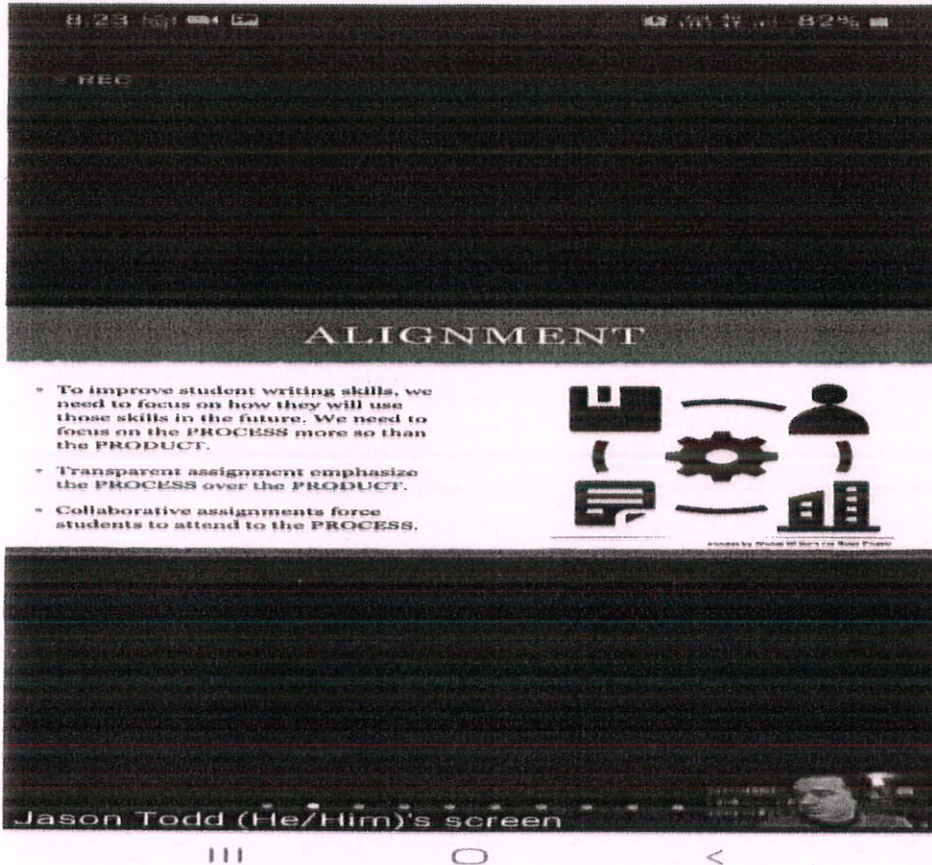 8:23
82%
REC
ALIGNMENT
• To improve student writing skills, we
need to focus on how they will use
those skills in the future. We need to
focus on the PROCESS more so than
the PRODUCT.
• Transparent assignment emphasize
the PROCESS over the PRODUCT.
• Collaborative assignments force
students to attend to the PROCESS.
Jason Todd (He/Him)'s screen